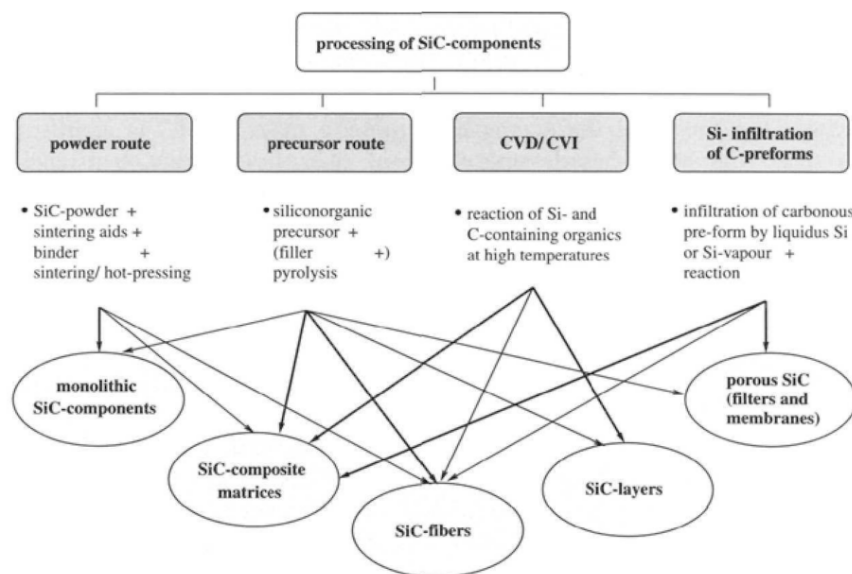 processing of SiC-components
powder route
precursor route
CVD/ CVI
Si- infiltration
of C-preforms
• SiC-powder +
sintering aids +
binder +
sintering/ hot-pressing
• siliconorganic
precursor +
(filler +)
pyrolysis
• reaction of Si- and
C-containing organics
at high temperatures
• infiltration of carbonous
pre-form by liquidus Si
or Si-vapour +
reaction
monolithic
SiC-components
SiC-composite
matrices
SiC-fibers
SiC-layers
porous SiC
(filters and
membranes)